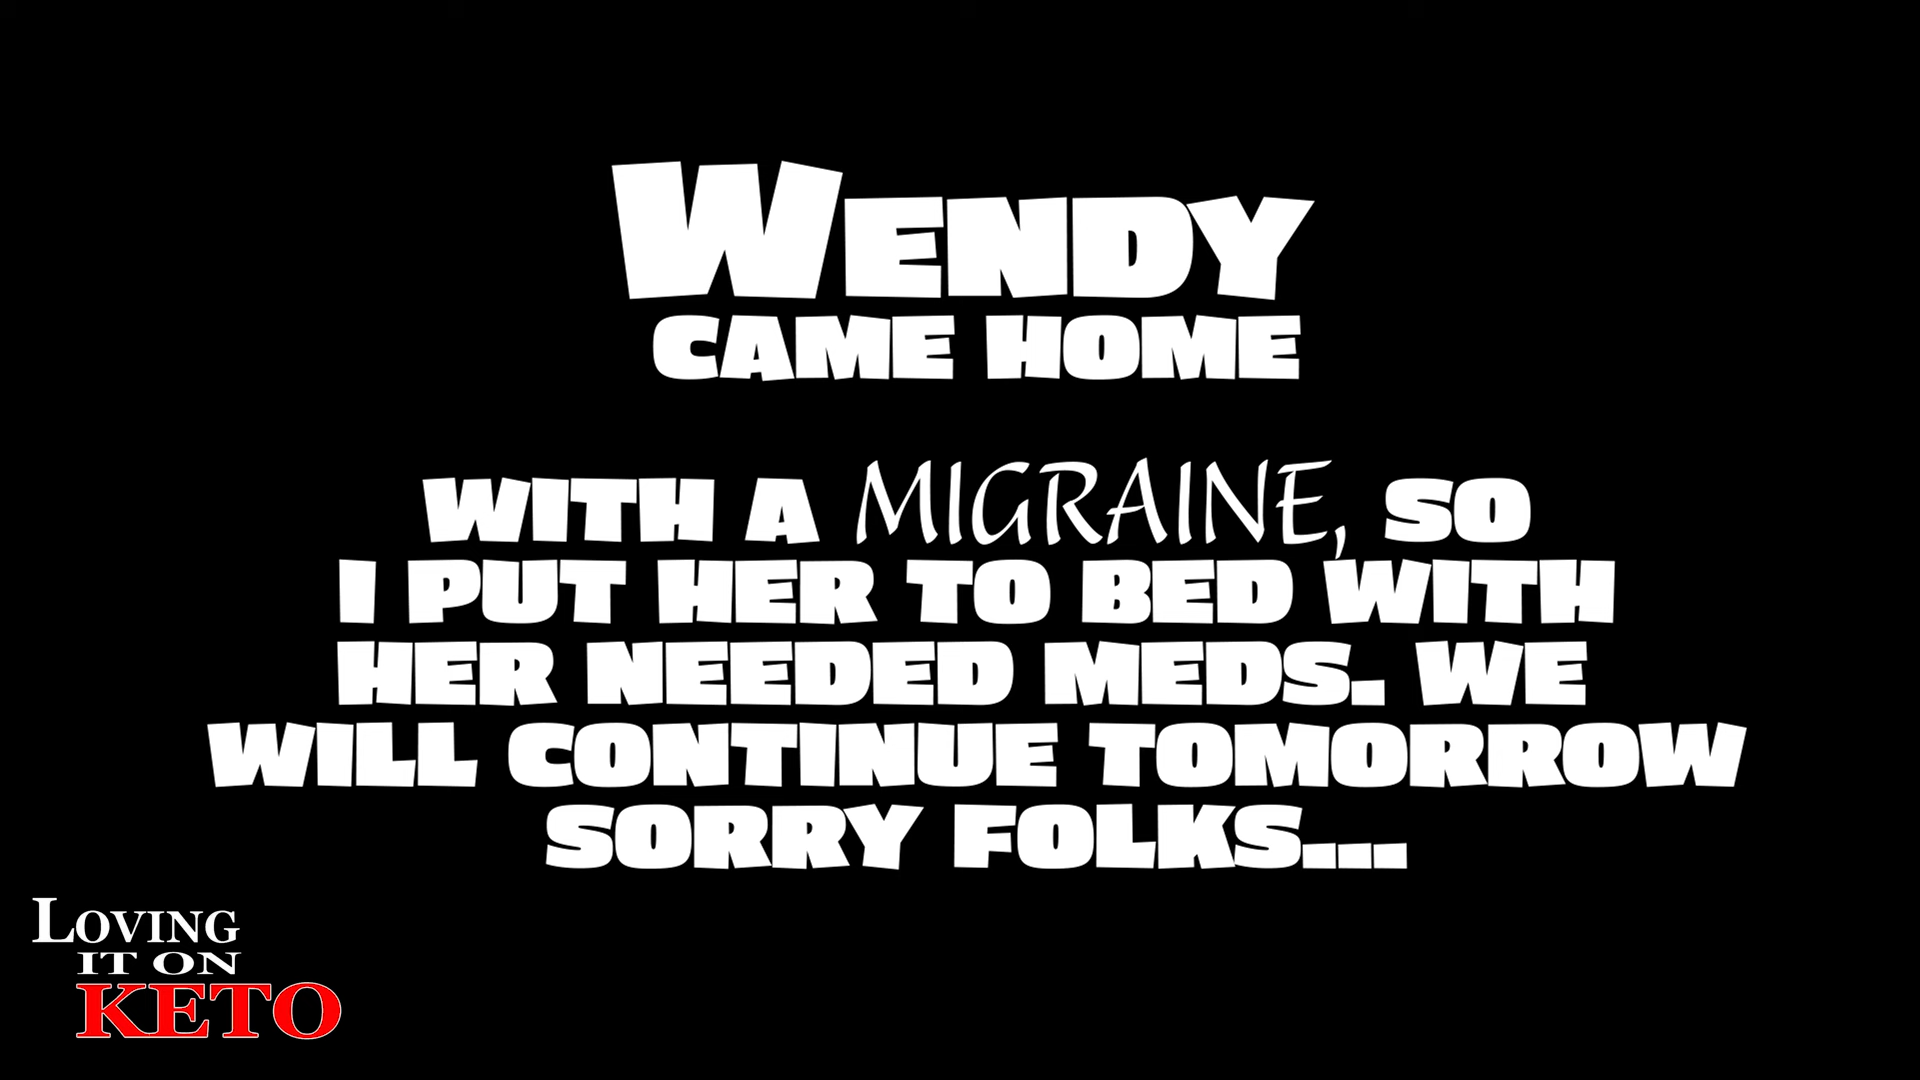 WENDY
CAME HOME
WITH A MIGRAINE, SO
I PUT HER TO BED WITH
HER NEEDED MEDS. WE
WILL CONTINUE TOMORROW
SORRY FOLKS...
LOVING
IT ON
KETO